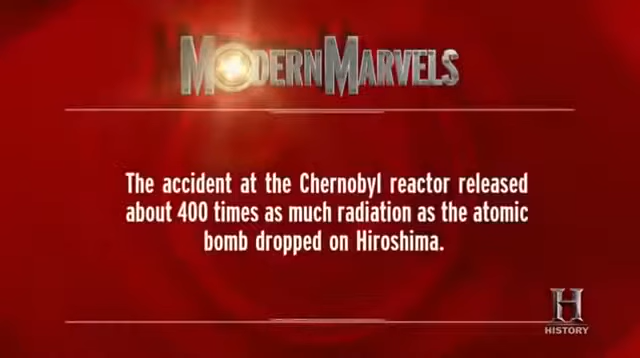 MODERN MARVELS
The accident at the Chernobyl reactor released
about 400 times as much radiation as the atomic
bomb dropped on Hiroshima.
H
HISTORY